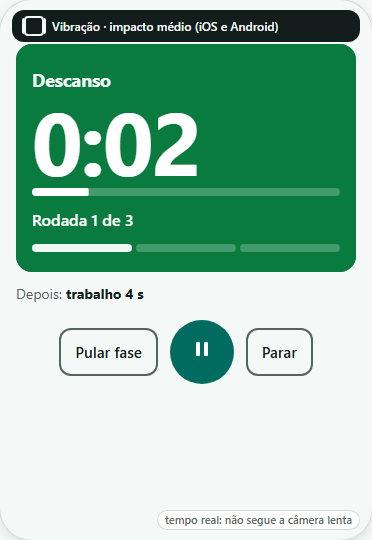 Vibração · impacto médio (iOS e Android)
Descanso
0:02
Rodada 1 de 3
Depois: trabalho 4 s
Pular fase
Parar
tempo real: não segue a câmera lenta